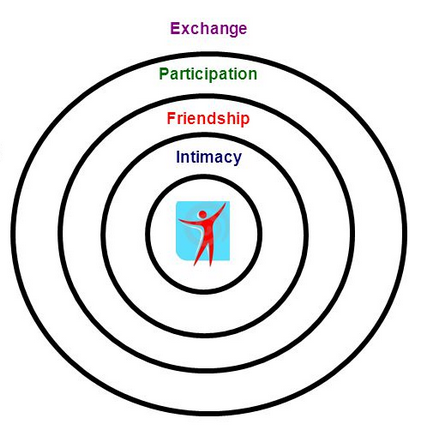 Exchange
Participation
Friendship
Intimacy